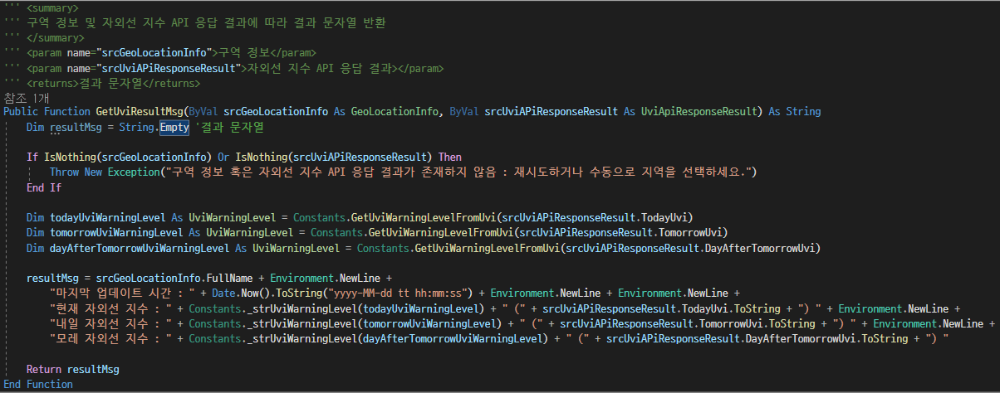 ''' <summary>
''' 구역 정보 및 자외선 지수 API 응답 결과에 따라 결과 문자열 반환
''' </summary>
''' <param name="srcGeoLocationInfo">구역 정보</param>
''' <param name="srcUviAPiResponseResult">자외선 지수 API 응답 결과></param>
''' <returns>결과 문자열</returns>
참조 1개
Public Function GetUviResultMsg(ByVal srcGeoLocationInfo As GeoLocationInfo, ByVal srcUviAPiResponseResult As UviApiResponseResult) As String
Dim resultMsg = String.Empty '결과 문자열
If IsNothing(srcGeoLocationInfo) Or IsNothing(srcUviAPiResponseResult) Then
Throw New Exception("구역 정보 혹은 자외선 지수 API 응답 결과가 존재하지 않음 : 재시도하거나 수동으로 지역을 선택하세요.")
End If
Dim todayUviWarningLevel As UviWarningLevel = Constants.GetUviWarningLevelFromUvi(srcUviAPiResponseResult.TodayUvi)
Dim tomorrowUviWarningLevel As UviWarningLevel = Constants.GetUviWarningLevelFromUvi(srcUviAPiResponseResult.TomorrowUvi)
Dim dayAfterTomorrowUviWarningLevel As UviWarningLevel = Constants.GetUviWarningLevelFromUvi(srcUviAPiResponseResult.DayAfterTomorrowUvi)
resultMsg = srcGeoLocationInfo.FullName + Environment.NewLine +
"마지막 업데이트 시간 : " + Date.Now().ToString("yyyy-MM-dd tt hh:mm:ss") + Environment.NewLine + Environment.NewLine +
"현재 자외선 지수 : " + Constants._strUviWarningLevel(todayUviWarningLevel) + " (" + srcUviAPiResponseResult.TodayUvi.ToString + ") " + Environment.NewLine +
"내일 자외선 지수 : " + Constants._strUviWarningLevel(tomorrowUviWarningLevel) + " (" + srcUviAPiResponseResult.TomorrowUvi.ToString + ") " + Environment.NewLine +
"모레 자외선 지수 : " + Constants._strUviWarningLevel(dayAfterTomorrowUviWarningLevel) + " (" + srcUviAPiResponseResult.DayAfterTomorrowUvi.ToString + ") "
Return resultMsg
End Function